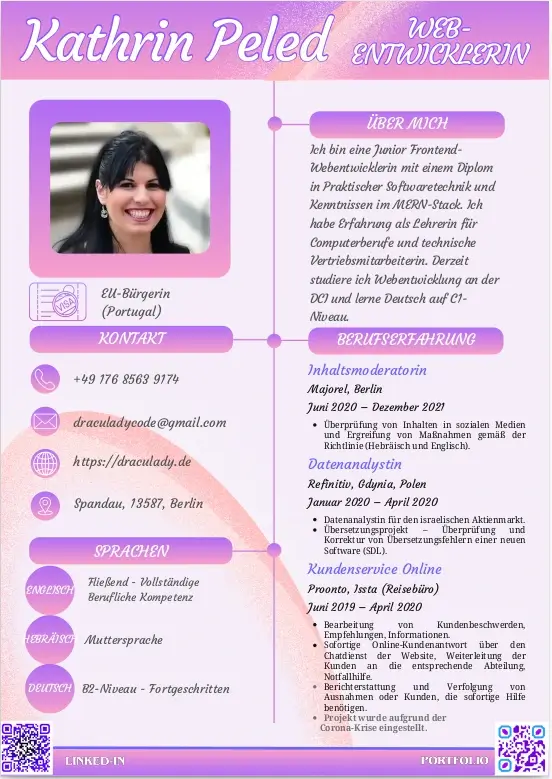 Kathrin Peled
WEB-
ENTWICKLERIN
EU-Bürgerin
(Portugal)
VISA
KONTAKT
+49 176 8563 9174
draculadycode@gmail.com
https://draculady.de
Spandau, 13587, Berlin
SPRACHEN
ENGLISCH
Fließend - Vollständige
Berufliche Kompetenz
HEBRÄISCH
Muttersprache
DEUTSCH
B2-Niveau - Fortgeschritten
ÜBER MICH
Ich bin eine Junior Frontend-
Webentwicklerin mit einem Diplom
in Praktischer Softwaretechnik und
Kenntnissen im MERN-Stack. Ich
habe Erfahrung als Lehrerin für
Computerberufe und technische
Vertriebsmitarbeiterin. Derzeit
studiere ich Webentwicklung an der
DCI und lerne Deutsch auf C1-
Niveau.
BERUFSERFAHRUNG
Inhaltsmoderatorin
Majorel, Berlin
Juni 2020 – Dezember 2021
• Überprüfung von Inhalten in sozialen Medien
und Ergreifung von Maßnahmen gemäß der
Richtlinie (Hebräisch und Englisch).
Datenanalystin
Refinitiv, Gdynia, Polen
Januar 2020 – April 2020
• Datenanalystin für den israelischen Aktienmarkt.
• Übersetzungsprojekt – Überprüfung und
Korrektur von Übersetzungsfehlern einer neuen
Software (SDL).
Kundenservice Online
Proonto, Issta (Reisebüro)
Juni 2019 – April 2020
• Bearbeitung von Kundenbeschwerden,
Empfehlungen, Informationen.
• Sofortige Online-Kundenantwort über den
Chatdienst der Website, Weiterleitung der
Kunden an die entsprechende Abteilung,
Notfallhilfe.
• Berichterstattung und Verfolgung von
Ausnahmen oder Kunden, die sofortige Hilfe
benötigen.
• Projekt wurde aufgrund der
Corona-Krise eingestellt.
LINKED-IN
PORTFOLIO